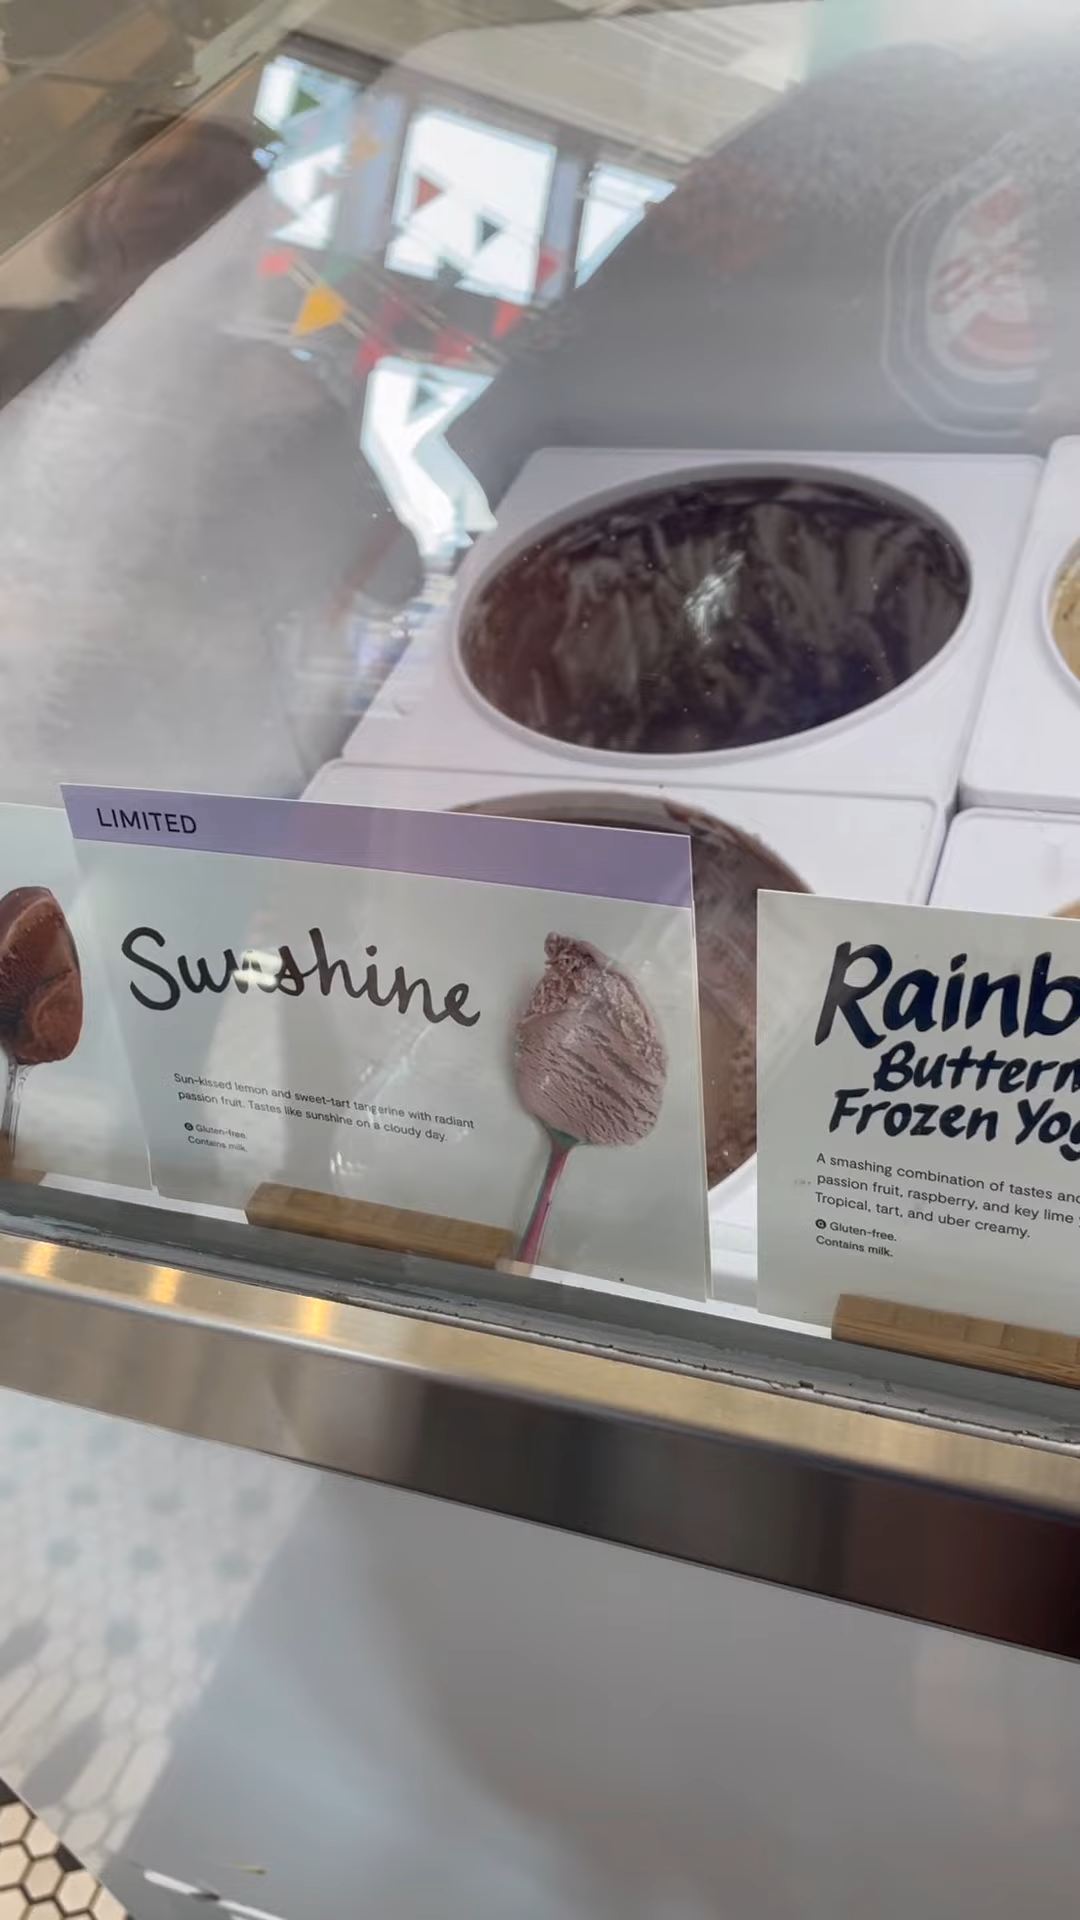 LIMITED
Sunshine
Sun-kissed lemon and sweet-tart tangerine with radiant
passion fruit. Tastes like sunshine on a cloudy day.
G Gluten-free.
Contains milk.
Rainb
Butterm
Frozen Yog
A smashing combination of tastes and
passion fruit, raspberry, and key lime
Tropical, tart, and uber creamy.
G Gluten-free.
Contains milk.